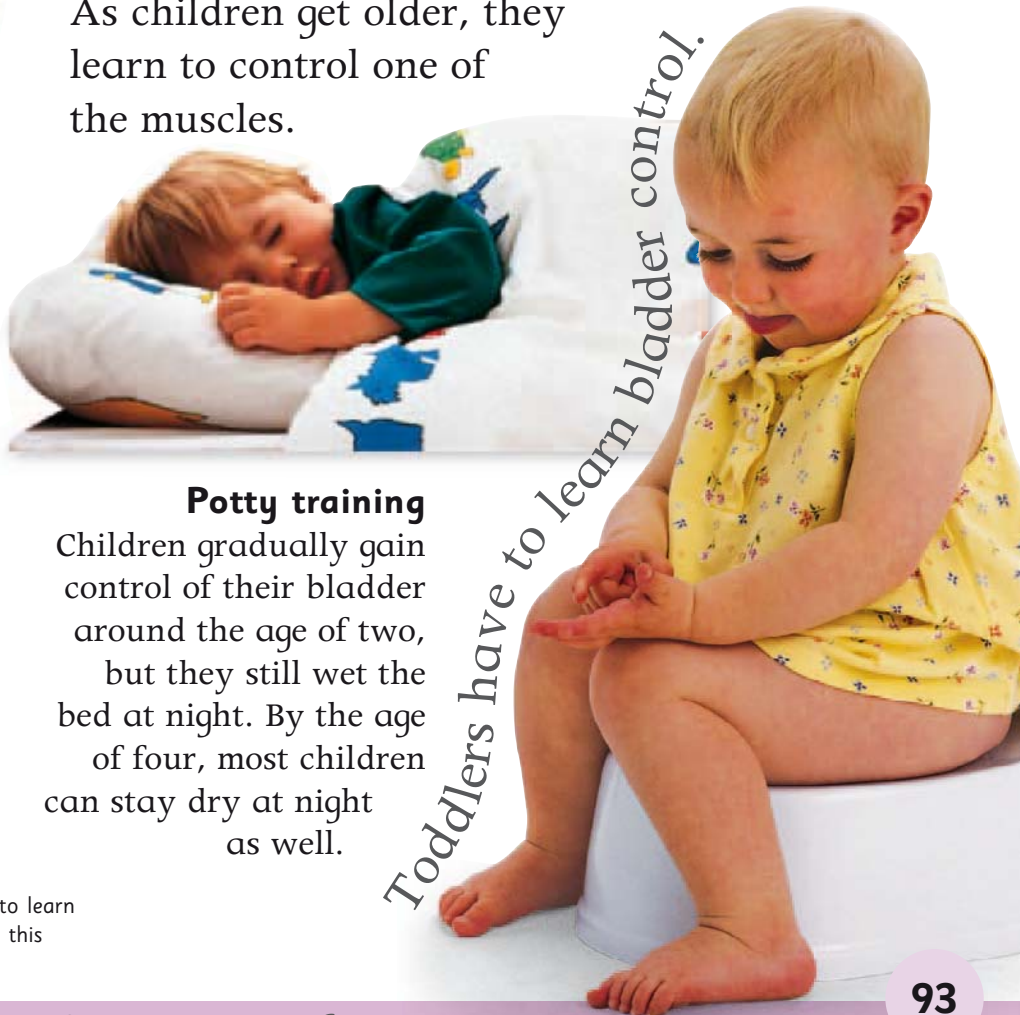 As children get older, they
learn to control one of
the muscles.
Toddlers have to learn bladder control.
Potty training
Children gradually gain
control of their bladder
around the age of two,
but they still wet the
bed at night. By the age
of four, most children
can stay dry at night
as well.
to learn
this
93